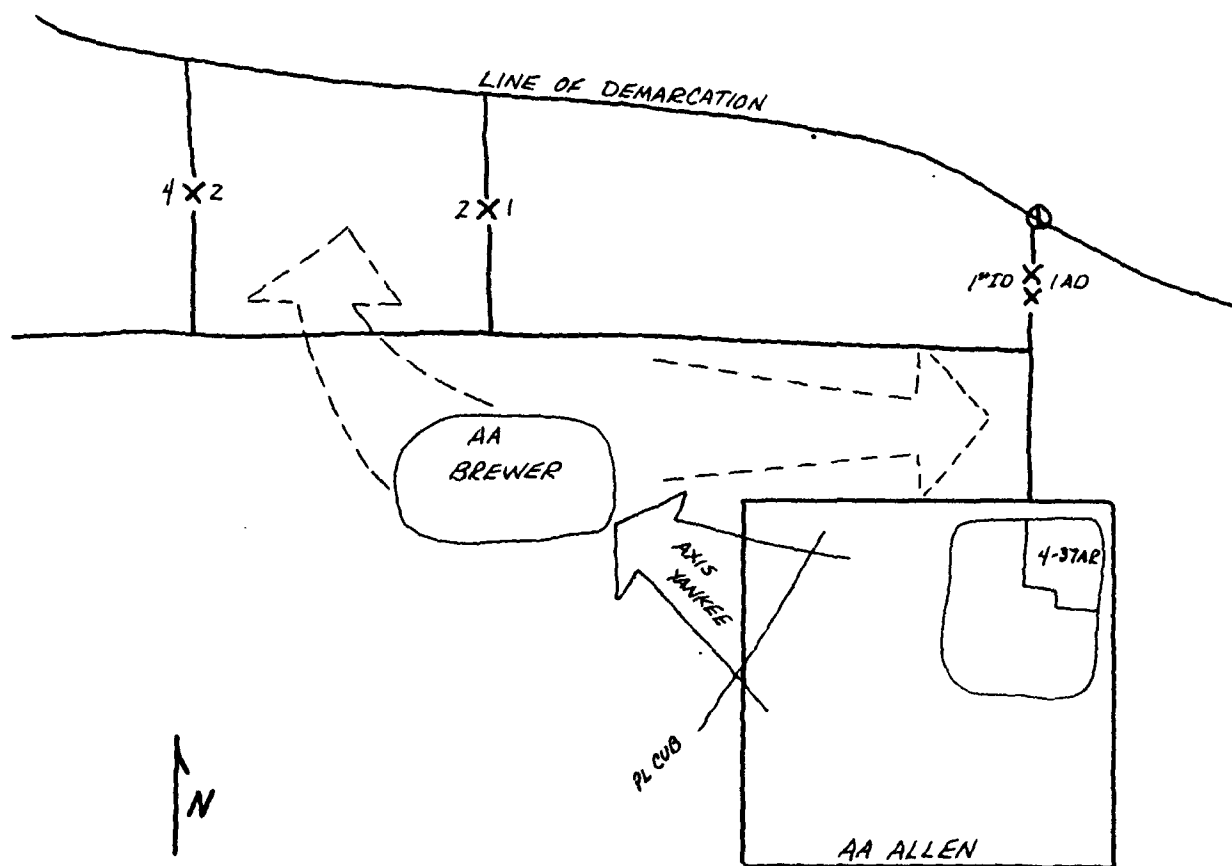 LINE OF DEMARCATION
4 X 2
2 X 1
1st ID X 1AD
X
AA
BREWER
AXIS
YANKEE
4-37AR
PL CUB
N
AA ALLEN